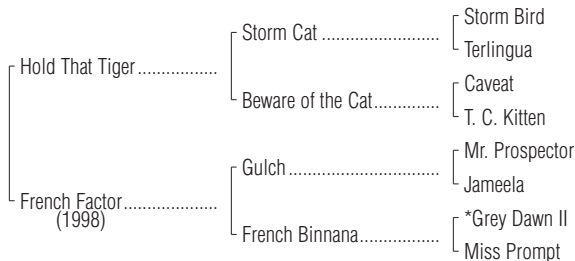 Storm Bird
Storm Cat ........................
Terlingua
Hold That Tiger................
Caveat
Beware of the Cat..............
T. C. Kitten
Mr. Prospector
Gulch ..............................
Jameela
French Factor...................
(1998)
*Grey Dawn II
French Binnana.................
Miss Prompt